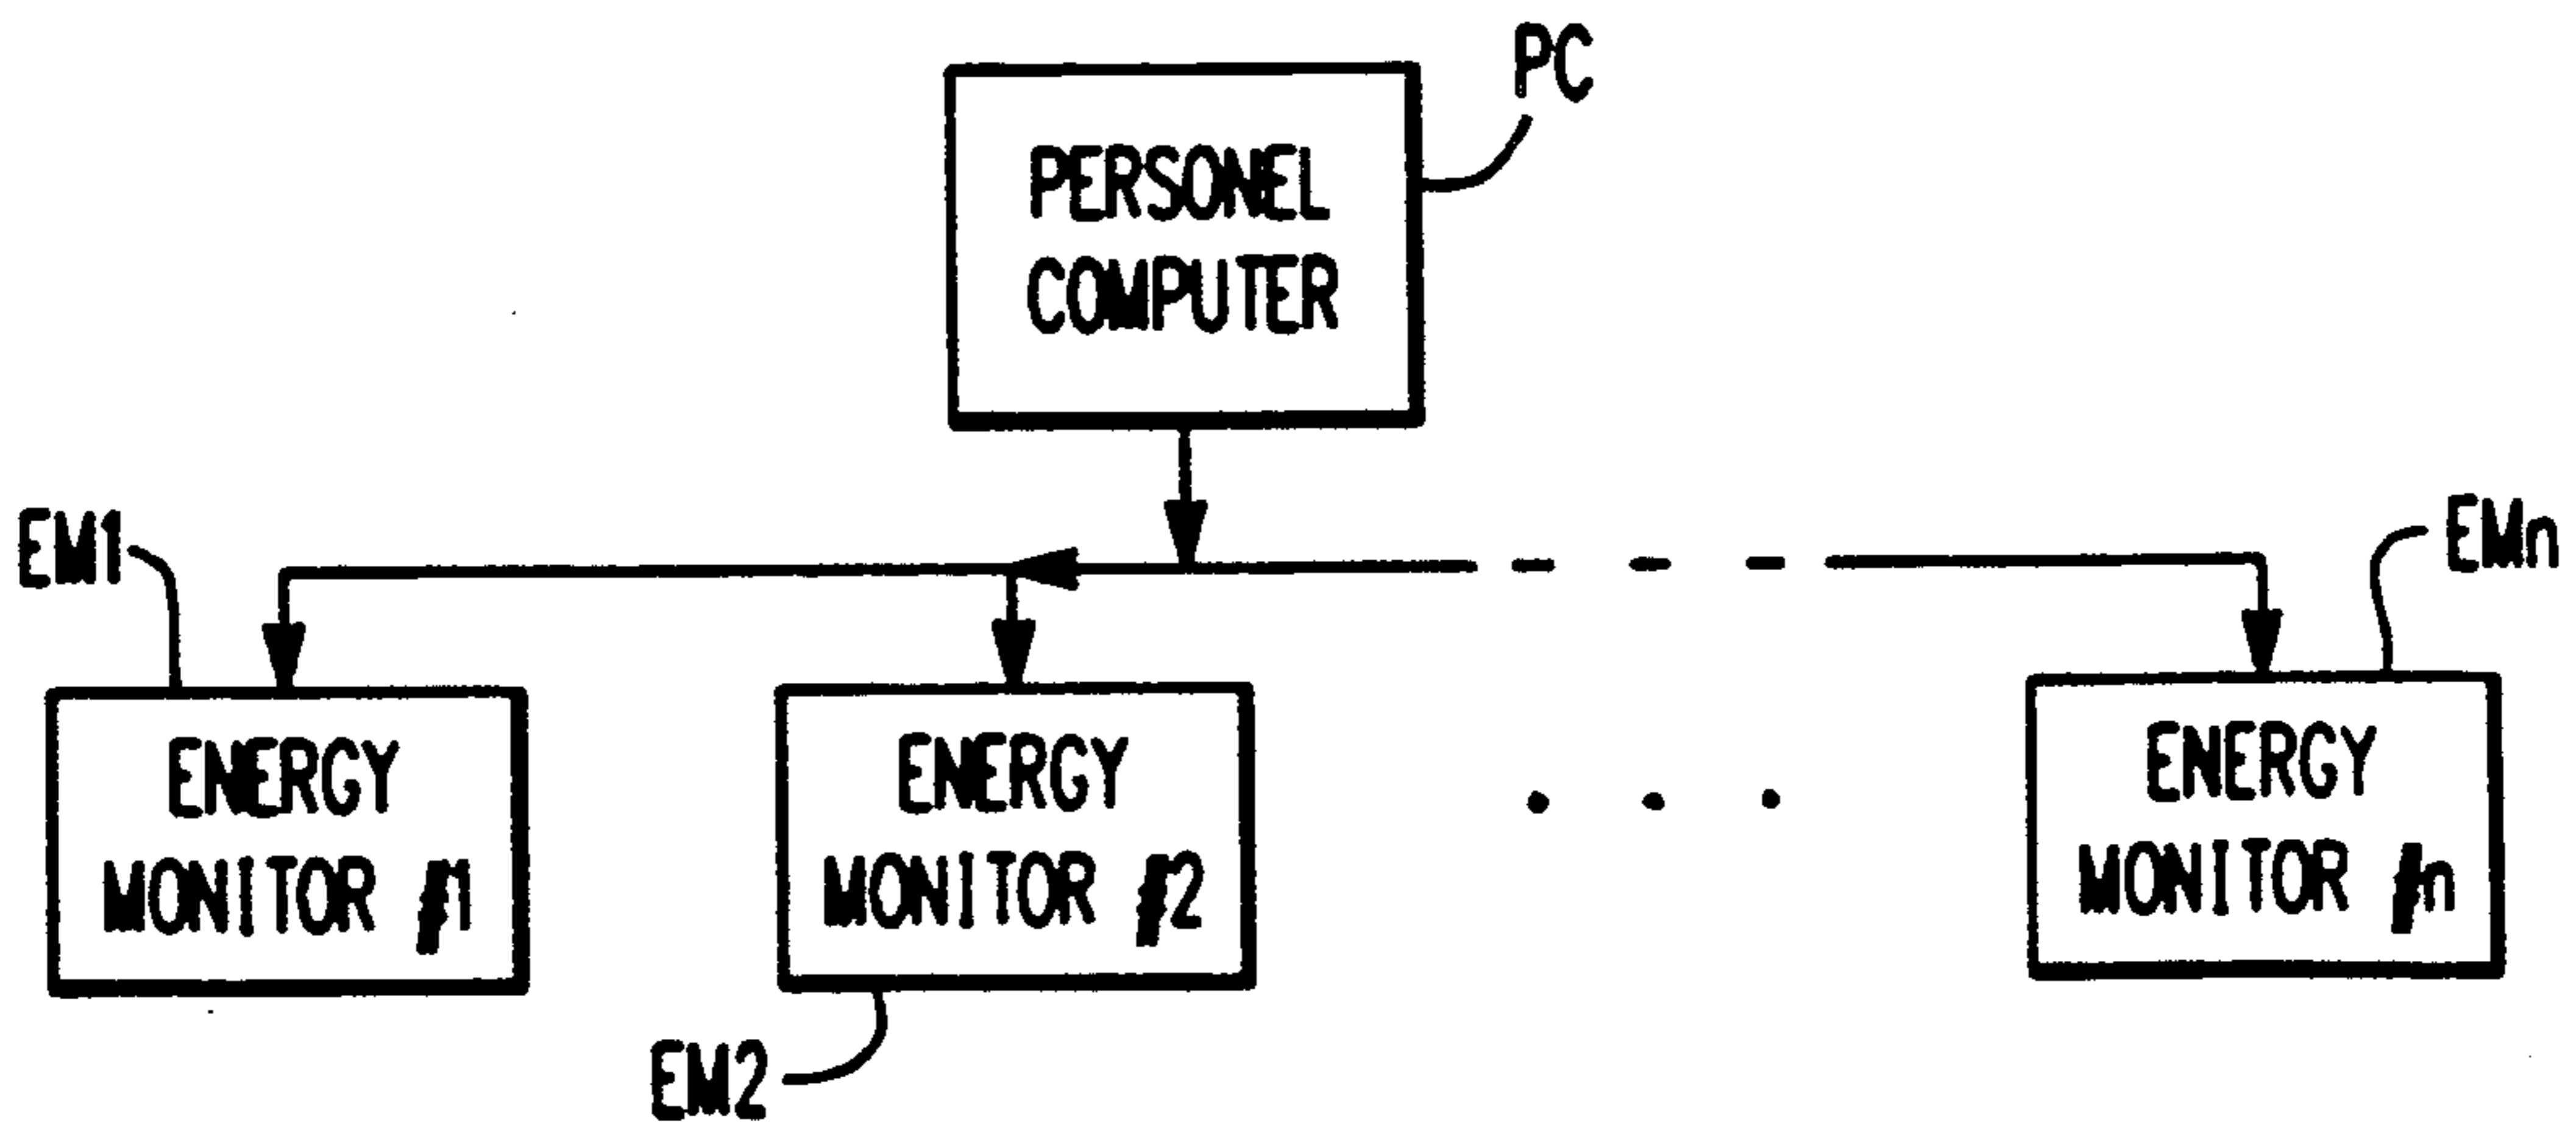 PC
PERSONEL
COMPUTER
EM1
EMn
ENERGY
MONITOR #1
ENERGY
MONITOR #2
ENERGY
MONITOR #n
EM2